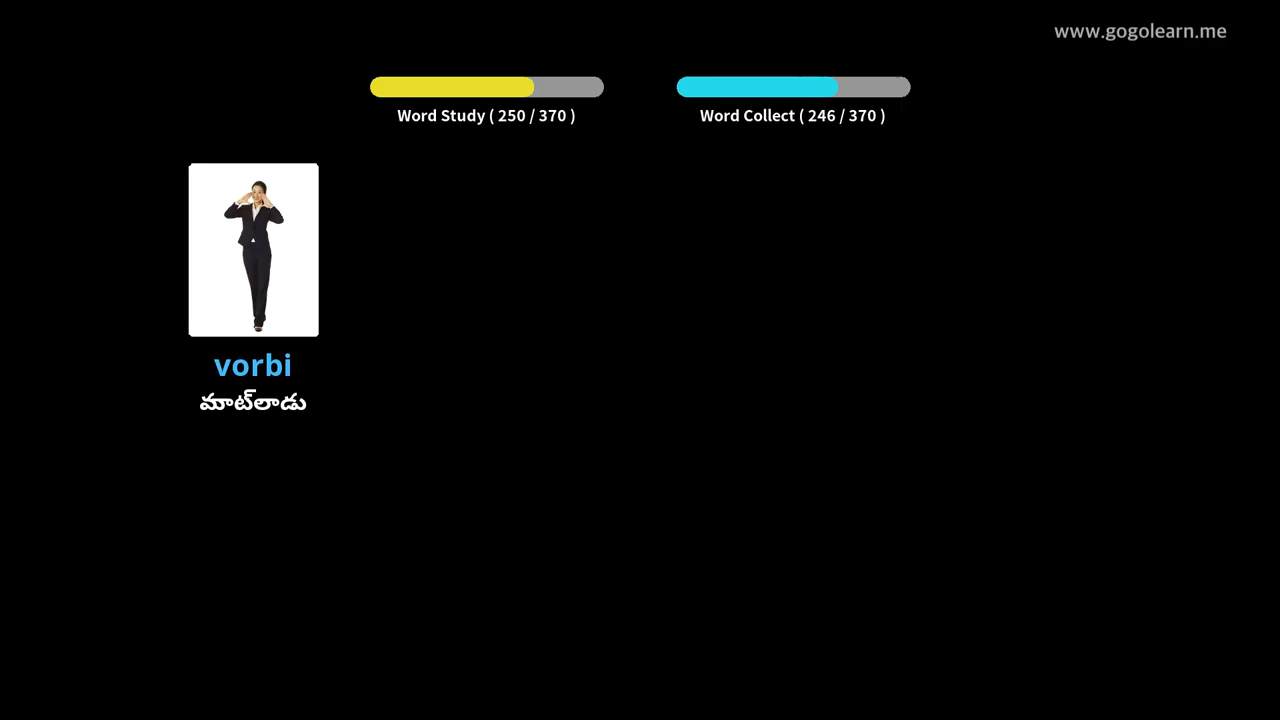 www.gogolearn.me
Word Study ( 250 / 370 )
Word Collect ( 246 / 370 )
vorbi
మాట్‌లాడు